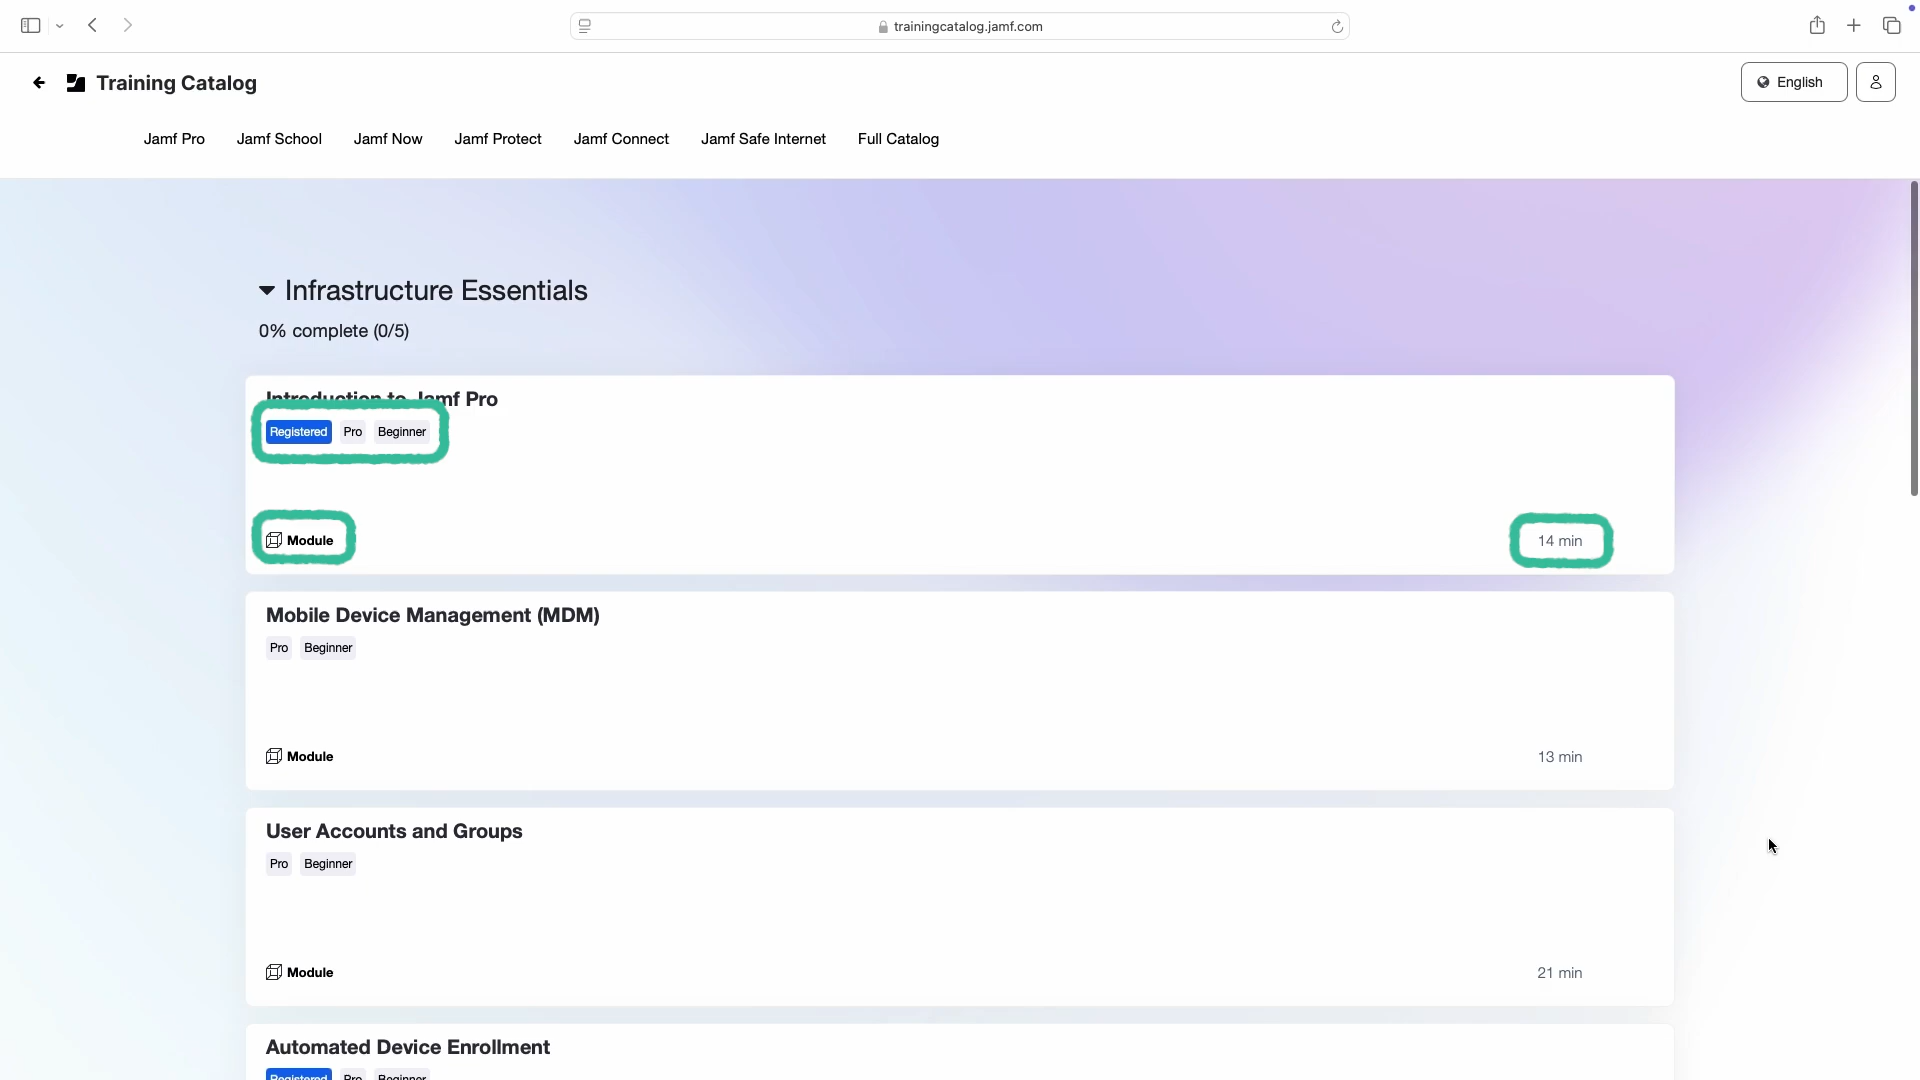 trainingcatalog.jamf.com
Training Catalog
English
Jamf Pro Jamf School Jamf Now Jamf Protect Jamf Connect Jamf Safe Internet Full Catalog
Infrastructure Essentials
0% complete (0/5)
Introduction to Jamf Pro
Registered Pro Beginner
Module 14 min
Mobile Device Management (MDM)
Pro Beginner
Module 13 min
User Accounts and Groups
Pro Beginner
Module 21 min
Automated Device Enrollment
Registered Pro Beginner